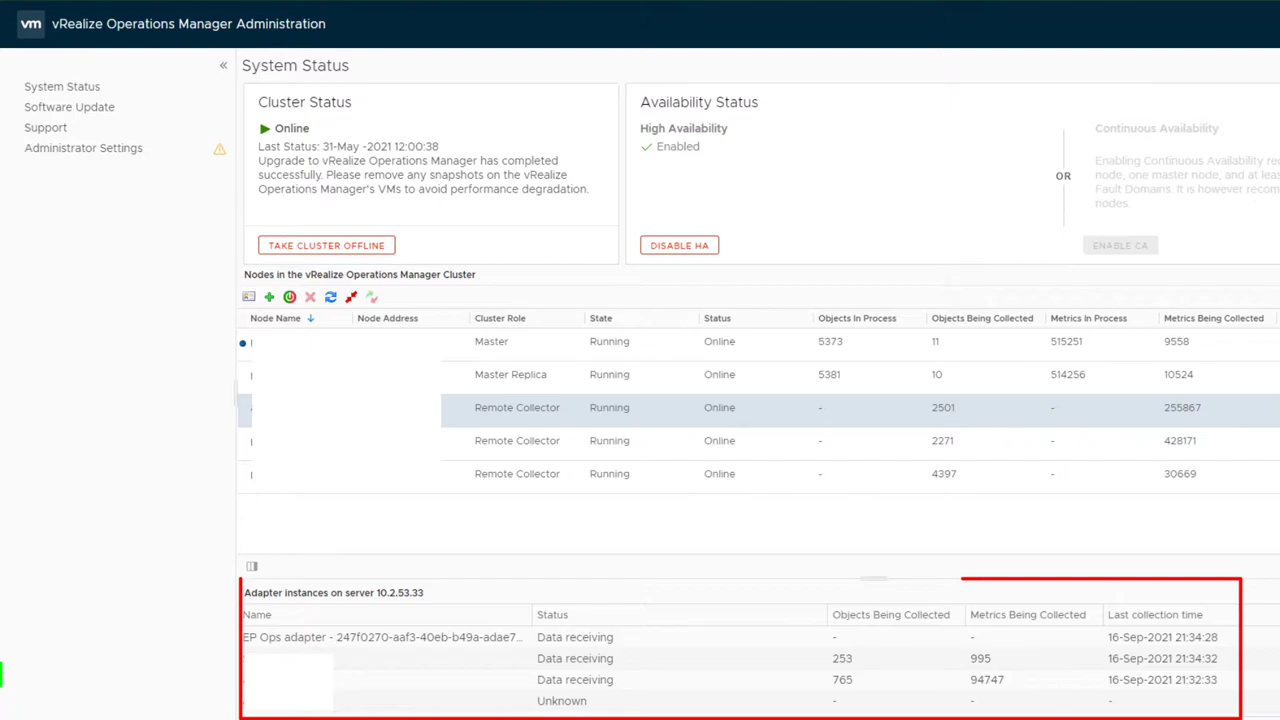 vm vRealize Operations Manager Administration
«
System Status
Software Update
Support
Administrator Settings
System Status
Cluster Status
Online
Last Status: 31-May -2021 12:00:38
Upgrade to vRealize Operations Manager has completed
successfully. Please remove any snapshots on the vRealize
Operations Manager's VMs to avoid performance degradation.
TAKE CLUSTER OFFLINE
Availability Status
High Availability
Enabled
DISABLE HA
OR
Continuous Availability
Enabling Continuous Availability
node, one master node, and at
Fault Domains. It is however
nodes.
ENABLE CA
Nodes in the vRealize Operations Manager Cluster
Node Name Node Address Cluster Role State Status Objects In Process Objects Being Collected Metrics In Process Metrics Being Collected
Master Running Online 5373 11 515251 9558
Master Replica Running Online 5381 10 514256 10524
Remote Collector Running Online - 2501 - 255867
Remote Collector Running Online - 2271 - 428171
Remote Collector Running Online - 4397 - 30669
Adapter instances on server 10.2.53.33
Name Status Objects Being Collected Metrics Being Collected Last collection time
EP Ops adapter - 247f0270-aaf3-40eb-b49a-adae7... Data receiving - - 16-Sep-2021 21:34:28
Data receiving 253 995 16-Sep-2021 21:34:32
Data receiving 765 94747 16-Sep-2021 21:32:33
Unknown - - -